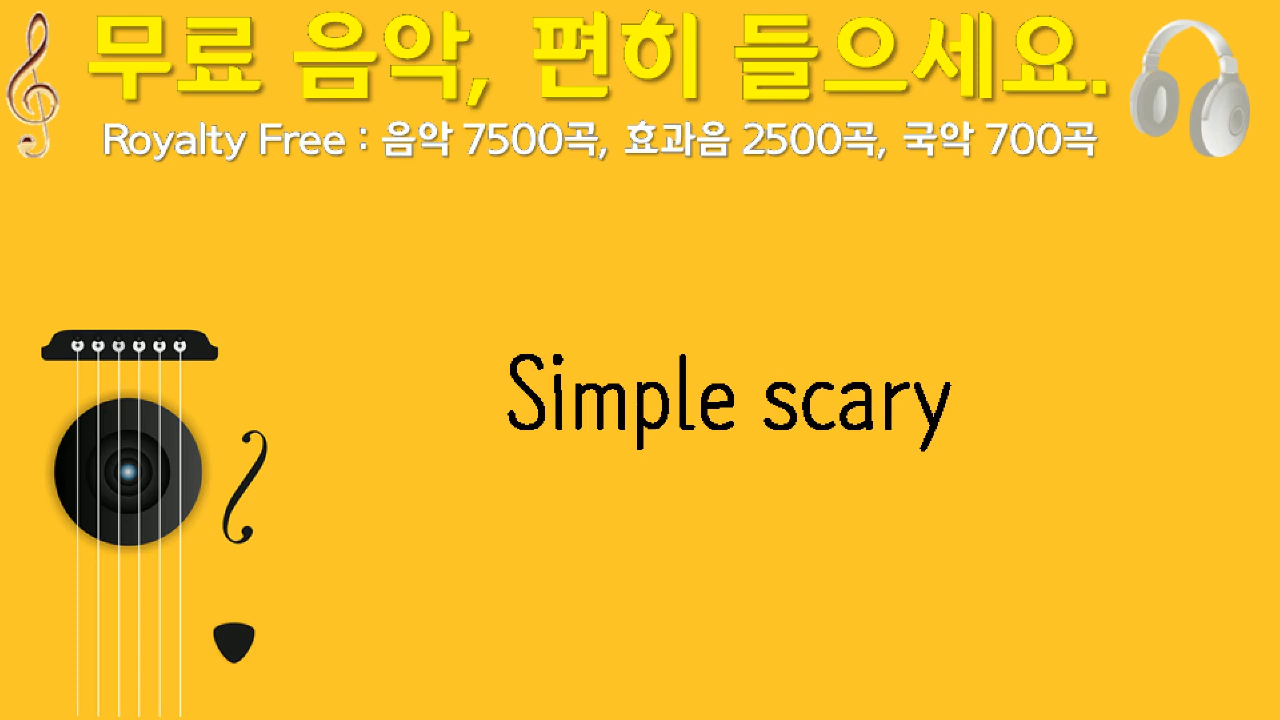 무료 음악, 편히 들으세요.
Royalty Free : 음악 7500곡, 효과음 2500곡, 국악 700곡
Simple scary